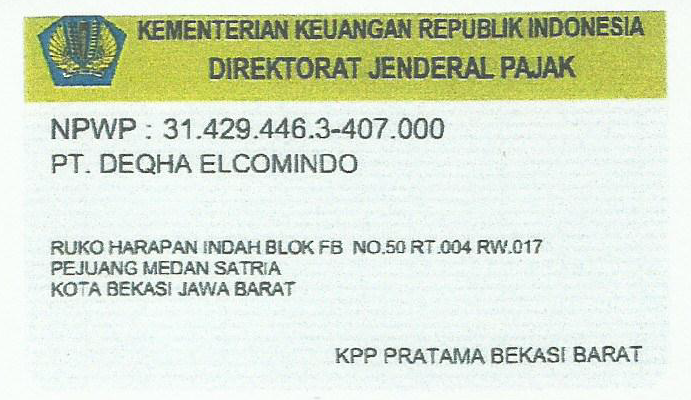 KEMENTERIAN KEUANGAN REPUBLIK INDONESIA
DIREKTORAT JENDERAL PAJAK
NPWP : 31.429.446.3-407.000
PT. DEQHA ELCOMINDO
RUKO HARAPAN INDAH BLOK FB NO.50 RT.004 RW.017
PEJUANG MEDAN SATRIA
KOTA BEKASI JAWA BARAT
KPP PRATAMA BEKASI BARAT